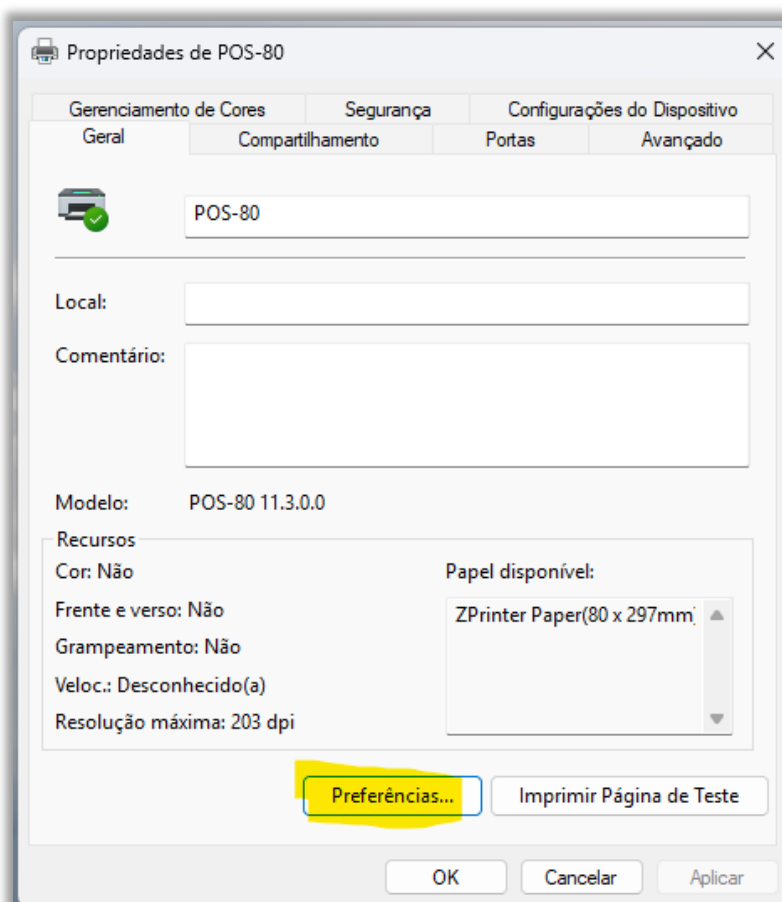 Propriedades de POS-80
Gerenciamento de Cores Segurança Configurações do Dispositivo
Geral Compartilhamento Portas Avançado
POS-80
Local:
Comentário:
Modelo: POS-80 11.3.0.0
Recursos
Cor: Não Papel disponível:
Frente e verso: Não ZPrinter Paper(80 x 297mm)
Grampeamento: Não
Veloc.: Desconhecido(a)
Resolução máxima: 203 dpi
Preferências... Imprimir Página de Teste
OK Cancelar Aplicar